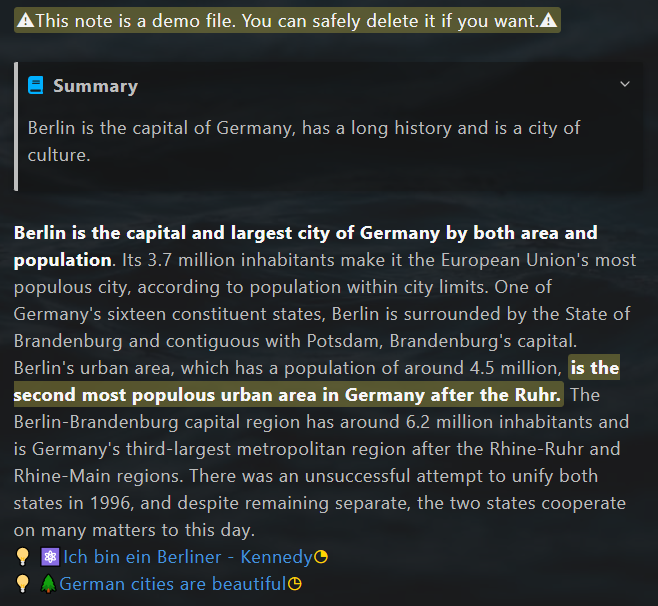 ⚠This note is a demo file. You can safely delete it if you want.⚠
Summary
Berlin is the capital of Germany, has a long history and is a city of
culture.
Berlin is the capital and largest city of Germany by both area and
population. Its 3.7 million inhabitants make it the European Union's most
populous city, according to population within city limits. One of
Germany's sixteen constituent states, Berlin is surrounded by the State of
Brandenburg and contiguous with Potsdam, Brandenburg's capital.
Berlin's urban area, which has a population of around 4.5 million, is the
second most populous urban area in Germany after the Ruhr. The
Berlin-Brandenburg capital region has around 6.2 million inhabitants and
is Germany's third-largest metropolitan region after the Rhine-Ruhr and
Rhine-Main regions. There was an unsuccessful attempt to unify both
states in 1996, and despite remaining separate, the two states cooperate
on many matters to this day.
💡 ⚛Ich bin ein Berliner - Kennedy◔
💡 🌲German cities are beautiful◔